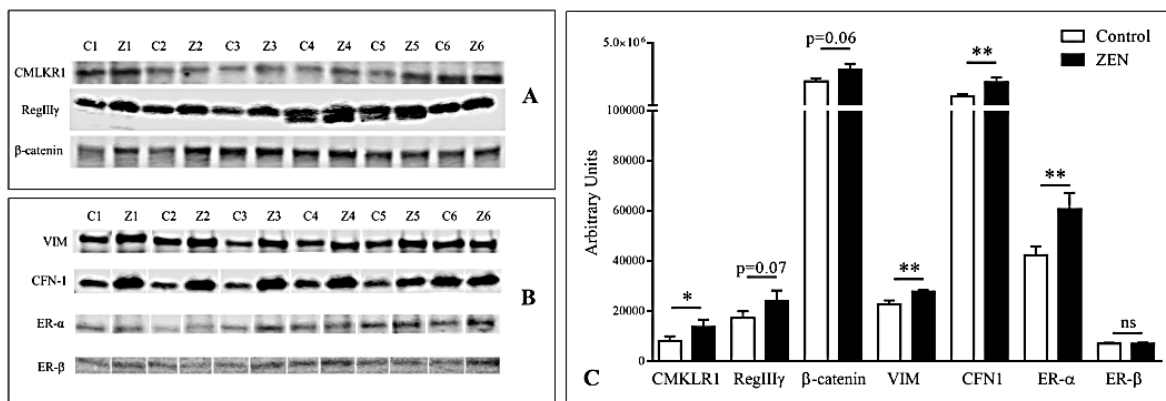 C1 Z1 C2 Z2 C3 Z3 C4 Z4 C5 Z5 C6 Z6
CMLKR1
RegIIIγ
A
β-catenin
C1 Z1 C2 Z2 C3 Z3 C4 Z4 C5 Z5 C6 Z6
VIM
CFN-1
B
ER-α
ER-β
5.0×10⁶
p=0.06
**
Control
ZEN
100000
80000
**
60000
Arbitrary Units
40000
p=0.07
**
20000
*
ns
0
C
CMKLR1 RegIIIγ β-catenin VIM CFN1 ER-α ER-β